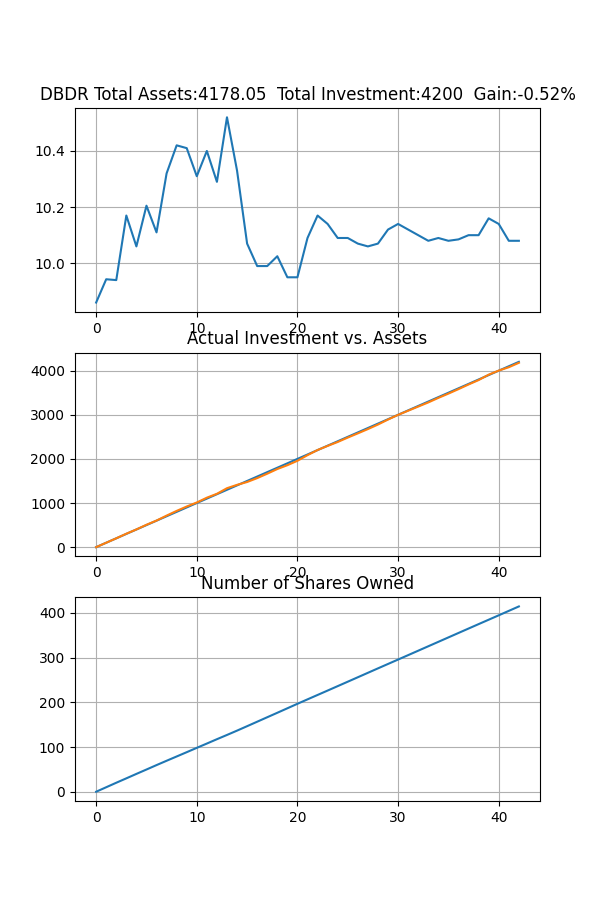 DBDR Total Assets:4178.05  Total Investment:4200  Gain:-0.52%
10.4
10.2
10.0
0 10 20 30 40
Actual Investment vs. Assets
4000
3000
2000
1000
0
0 10 20 30 40
Number of Shares Owned
400
300
200
100
0
0 10 20 30 40